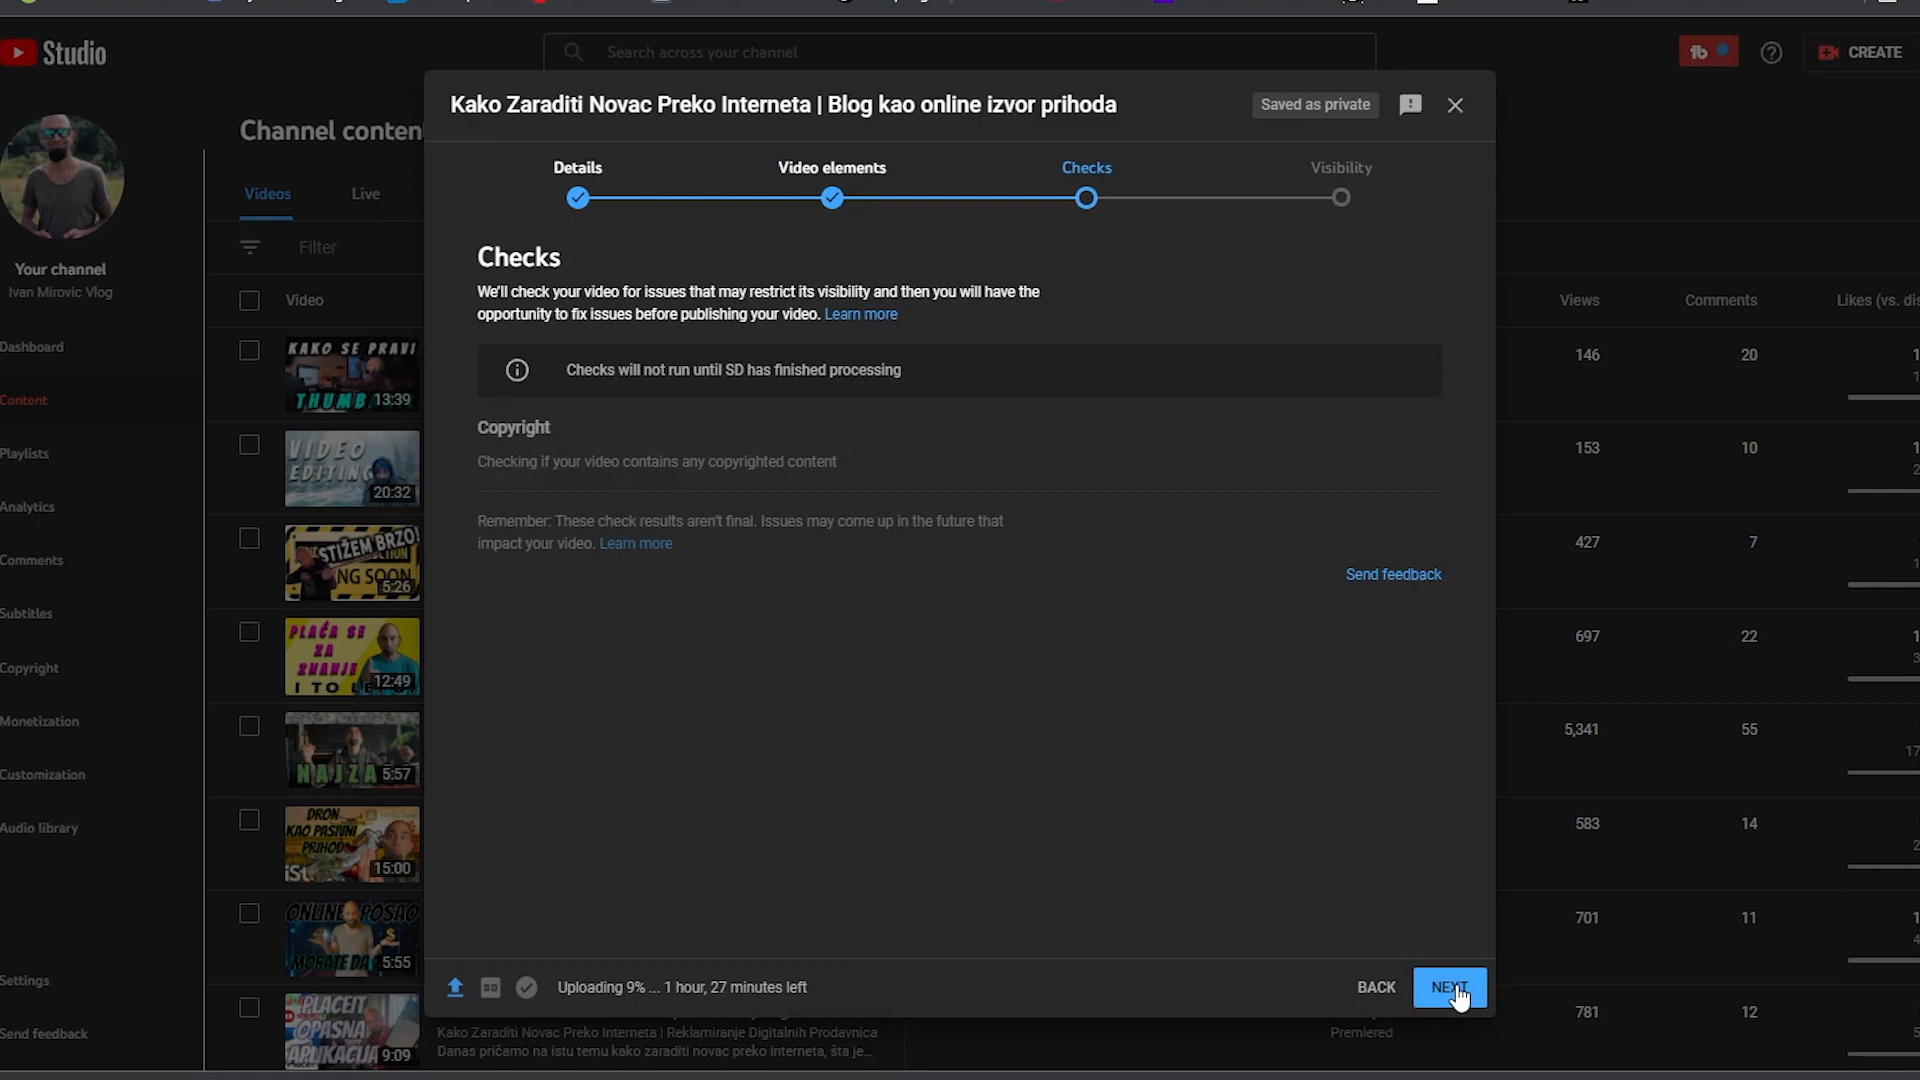 Studio
Search across your channel
CREATE
Kako Zaraditi Novac Preko Interneta | Blog kao online izvor prihoda
Saved as private
Channel conten
Details
Video elements
Checks
Visibility
Videos
Live
Filter
Your channel
Ivan Mirovic Vlog
Video
Views
Comments
Likes (vs. dis
Checks
We'll check your video for issues that may restrict its visibility and then you will have the
opportunity to fix issues before publishing your video. Learn more
Checks will not run until SD has finished processing
Copyright
Checking if your video contains any copyrighted content
Remember: These check results aren't final. Issues may come up in the future that
impact your video. Learn more
Send feedback
Dashboard
Content
Playlists
Analytics
Comments
Subtitles
Copyright
Monetization
Customization
Audio library
Settings
Send feedback
KAKO SE PRAVI
THUMB
13:39
146
20
VIDEO
EDITING
20:32
153
10
STIŽEM BRZO!
NG SOON
5:26
427
7
PLAĆA SE
ZA
ZNANJE
I TO LE
12:49
697
22
NAJZA
5:57
5,341
55
DRON
KAO PASIVNI
PRIHOD
iSt
15:00
583
14
ONLINE POSAO
MORATE DA
5:55
701
11
PLACEIT
OPASNA
APLIKACIJA
9:09
781
12
SD
Uploading 9% ... 1 hour, 27 minutes left
BACK
NEXT
Kako Zaraditi Novac Preko Interneta | Reklamiranje Digitalnih Prodavnica
Danas pričamo na istu temu kako zaraditi novac preko interneta, šta je...
Premiered